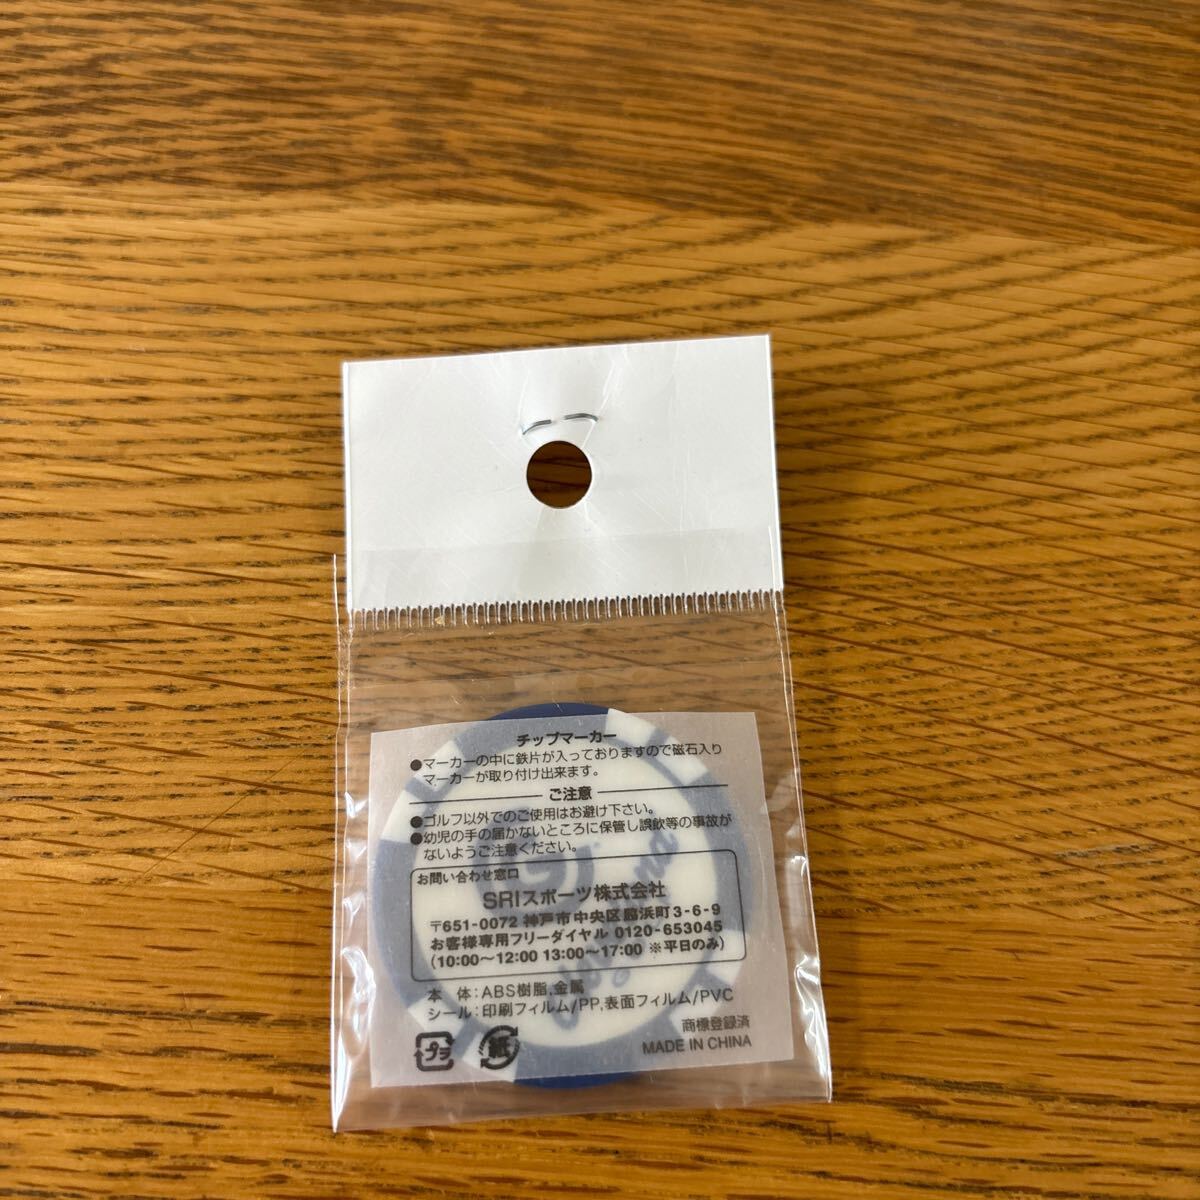 チップマーカー
●マーカーの中に鉄片が入っておりますので磁石入り
マーカーが取り付け出来ます。
ご注意
●ゴルフ以外でのご使用はお避け下さい。
●幼児の手の届かないところに保管し誤飲等の事故が
ないようご注意ください。
お問い合わせ窓口
SRIスポーツ株式会社
〒651-0072 神戸市中央区脇浜町3-6-9
お客様専用フリーダイヤル 0120-653045
(10:00～12:00 13:00～17:00 ※平日のみ)
本 体:ABS樹脂,金属
シール:印刷フィルム/PP,表面フィルム/PVC
商標登録済
プラ 紙 MADE IN CHINA